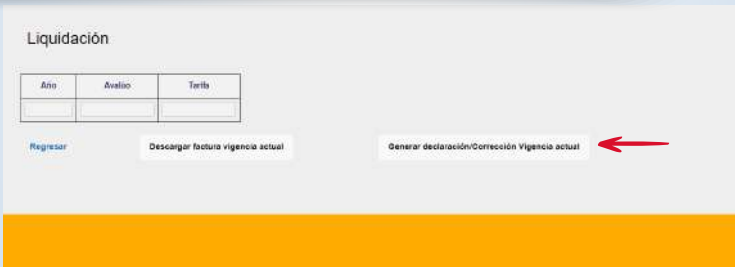 Liquidación
Año Avalúo Tarifa
Regresar Descargar factura vigencia actual Generar declaración/Corrección Vigencia actual